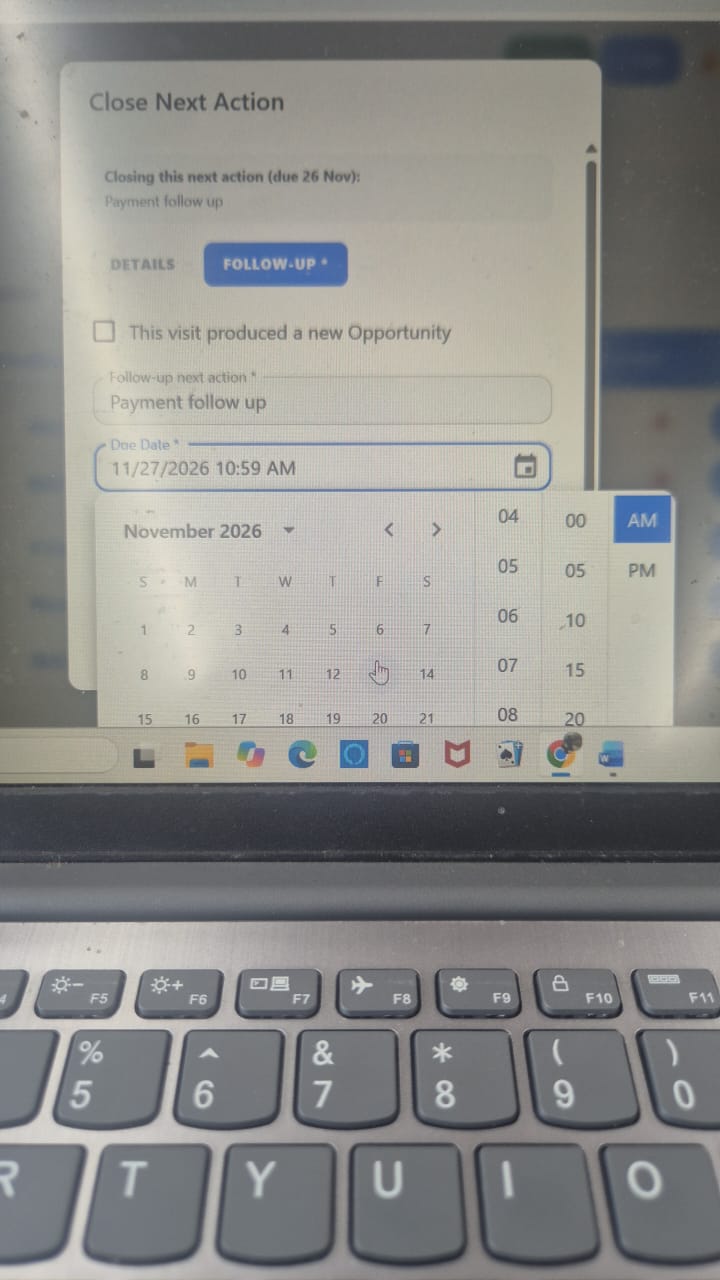 Close Next Action
Closing this next action (due 26 Nov):
Payment follow up
DETAILS FOLLOW-UP *
This visit produced a new Opportunity
Follow-up next action *
Payment follow up
Due Date *
11/27/2026 10:59 AM
November 2026
S M T W T F S
1 2 3 4 5 6 7
8 9 10 11 12 14
15 16 17 18 19 20 21
04 00 AM
05 05 PM
06 10
07 15
08 20
W
4 F5 F6 F7 F8 F9 F10 F11
% ^ & * ( )
5 6 7 8 9 0
R T Y U I O